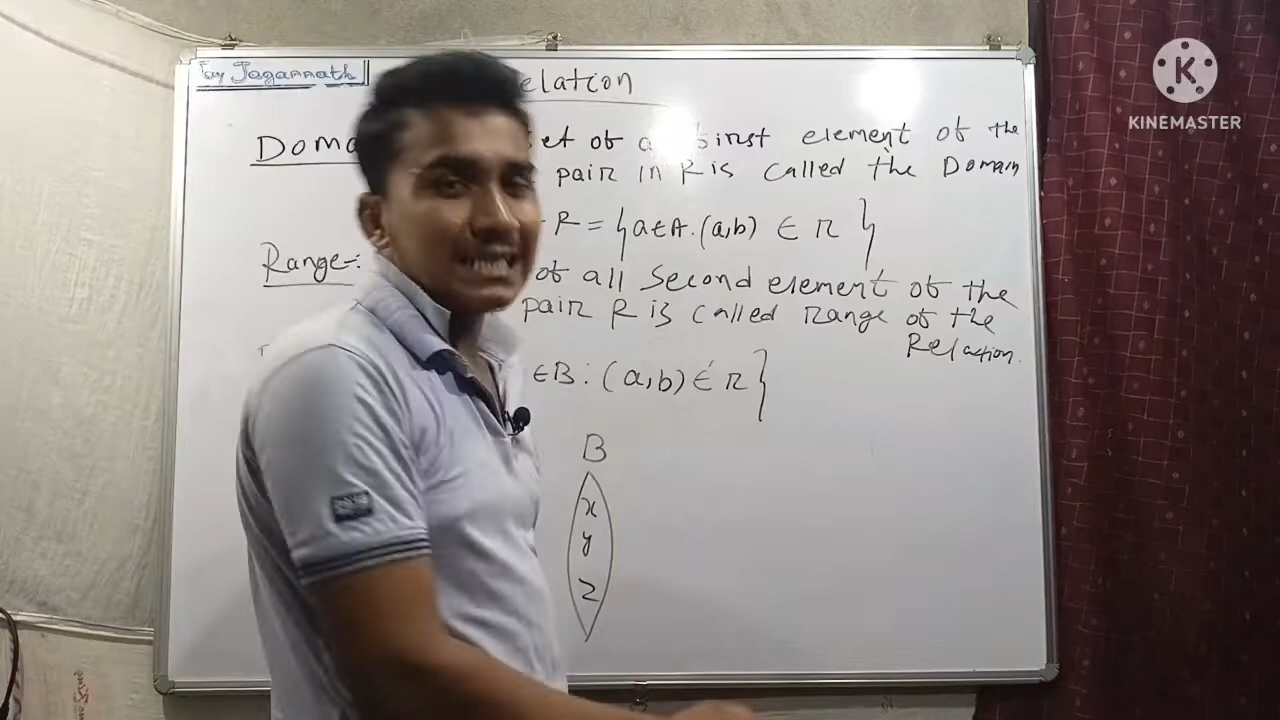 Jay Jagannath
elation
Doma et of a first element of the
pair in R is called the Domain
R = {a∈A. (a,b) ∈ R }
Range-: of all second element of the
pair R is called Range of the
Relation.
∈B : (a,b) ∈ R}
B
x
y
z
K
KINEMASTER